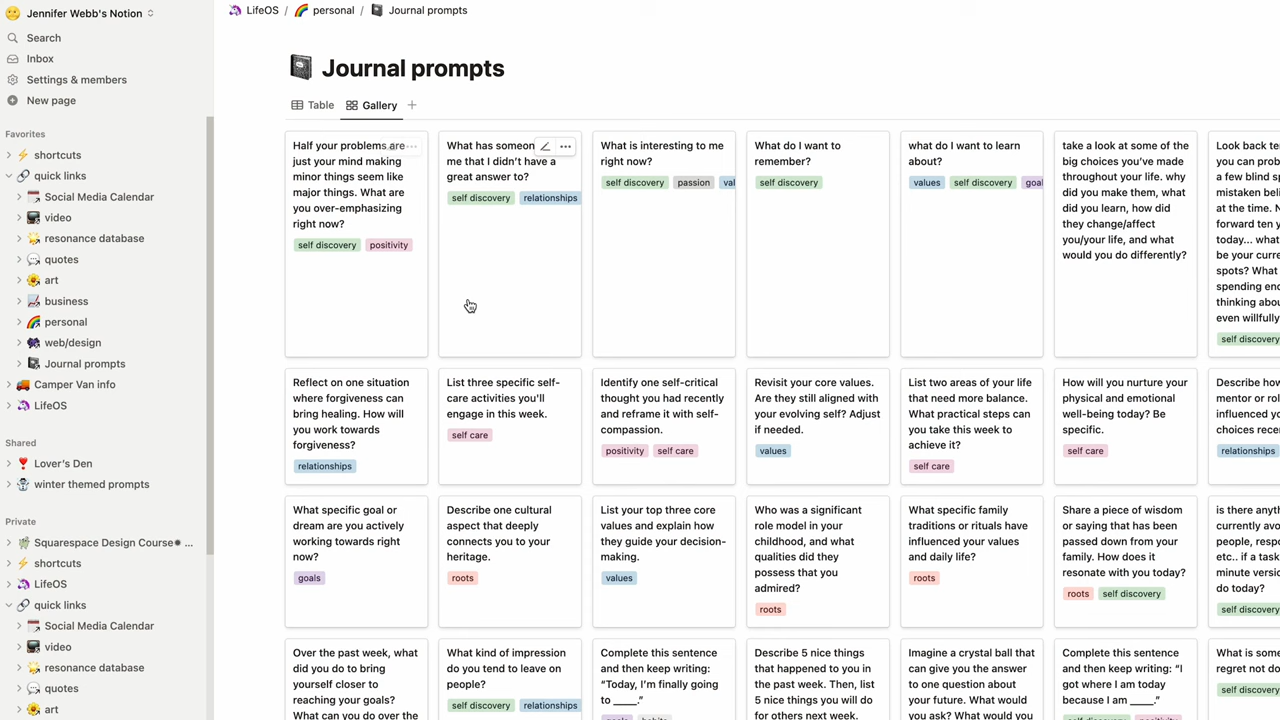 Jennifer Webb's Notion
Search
Inbox
Settings & members
New page
Favorites
shortcuts
quick links
Social Media Calendar
video
resonance database
quotes
art
business
personal
web/design
Journal prompts
Camper Van info
LifeOS
Shared
Lover's Den
winter themed prompts
Private
Squarespace Design Course✹ ...
shortcuts
LifeOS
quick links
Social Media Calendar
video
resonance database
quotes
art
LifeOS / personal / Journal prompts
Journal prompts
Table Gallery
Half your problems are
just your mind making
minor things seem like
major things. What are
you over-emphasizing
right now?
self discovery positivity
What has someon
me that I didn't have a
great answer to?
self discovery relationships
What is interesting to me
right now?
self discovery passion val
What do I want to
remember?
self discovery
what do I want to learn
about?
values self discovery goal
take a look at some of the
big choices you've made
throughout your life. why
did you make them, what
did you learn, how did
they change/affect
you/your life, and what
would you do differently?
Look back te
you can prob
a few blind s
mistaken beli
at the time. N
forward ten y
today... what
be your curre
spots? What
spending eno
thinking abou
even willfully
self discovery
Reflect on one situation
where forgiveness can
bring healing. How will
you work towards
forgiveness?
relationships
List three specific self-
care activities you'll
engage in this week.
self care
Identify one self-critical
thought you had recently
and reframe it with self-
compassion.
positivity self care
Revisit your core values.
Are they still aligned with
your evolving self? Adjust
if needed.
values
List two areas of your life
that need more balance.
What practical steps can
you take this week to
achieve it?
self care
How will you nurture your
physical and emotional
well-being today? Be
specific.
self care
Describe how
mentor or rol
influenced yo
choices rece
relationships
What specific goal or
dream are you actively
working towards right
now?
goals
Describe one cultural
aspect that deeply
connects you to your
heritage.
roots
List your top three core
values and explain how
they guide your decision-
making.
values
Who was a significant
role model in your
childhood, and what
qualities did they
possess that you
admired?
roots
What specific family
traditions or rituals have
influenced your values
and daily life?
roots
Share a piece of wisdom
or saying that has been
passed down from your
family. How does it
resonate with you today?
roots self discovery
is there anyt
currently avo
people, respo
etc.. if a task
minute versio
do today?
self discovery
Over the past week, what
did you do to bring
yourself closer to
reaching your goals?
What can you do over the
What kind of impression
do you tend to leave on
people?
self discovery relationships
Complete this sentence
and then keep writing:
"Today, I'm finally going
to ____."
goals habits
Describe 5 nice things
that happened to you in
the past week. Then, list
5 nice things you will do
for others next week.
Imagine a crystal ball that
can give you the answer
to one question about
your future. What would
you ask? What would you
Complete this sentence
and then keep writing: "I
got where I am today
because I am ____."
self discovery positivity
What is some
regret not do
self discovery